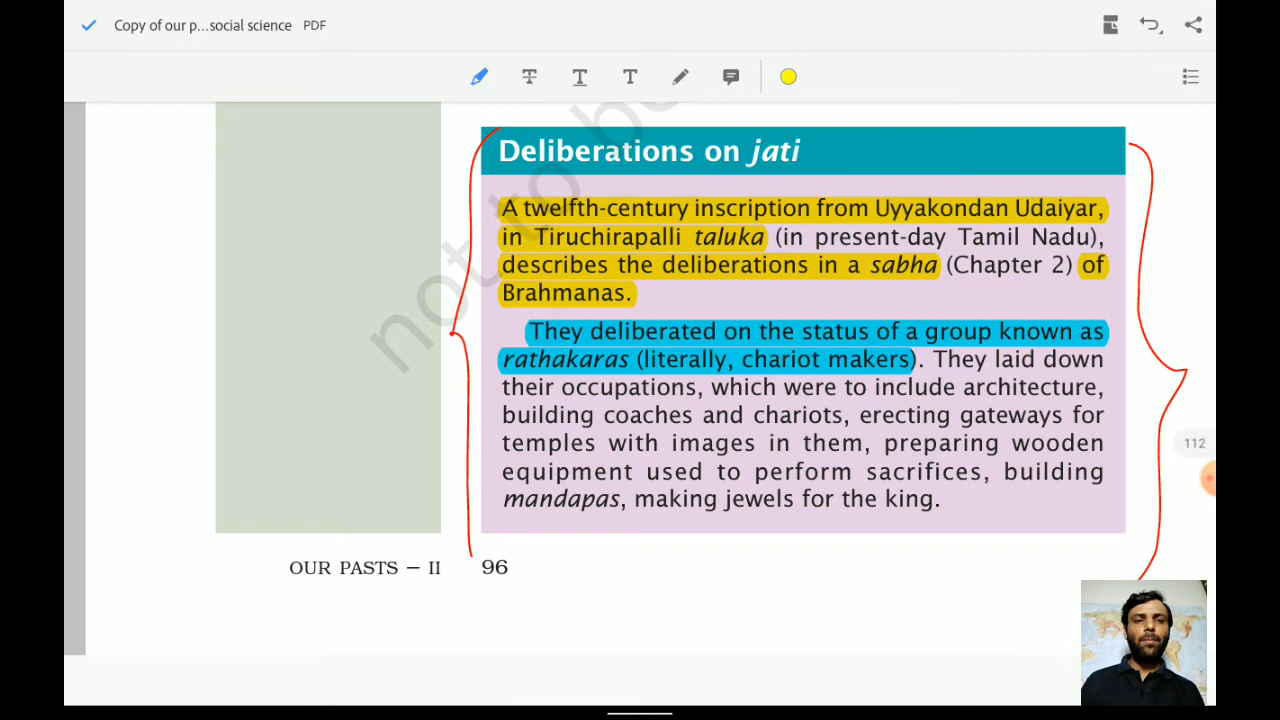 Copy of our p...social science PDF
Deliberations on jati
A twelfth-century inscription from Uyyakondan Udaiyar,
in Tiruchirapalli taluka (in present-day Tamil Nadu),
describes the deliberations in a sabha (Chapter 2) of
Brahmanas.
They deliberated on the status of a group known as
rathakaras (literally, chariot makers). They laid down
their occupations, which were to include architecture,
building coaches and chariots, erecting gateways for
temples with images in them, preparing wooden
equipment used to perform sacrifices, building
mandapas, making jewels for the king.
112
OUR PASTS – II 96
not to be